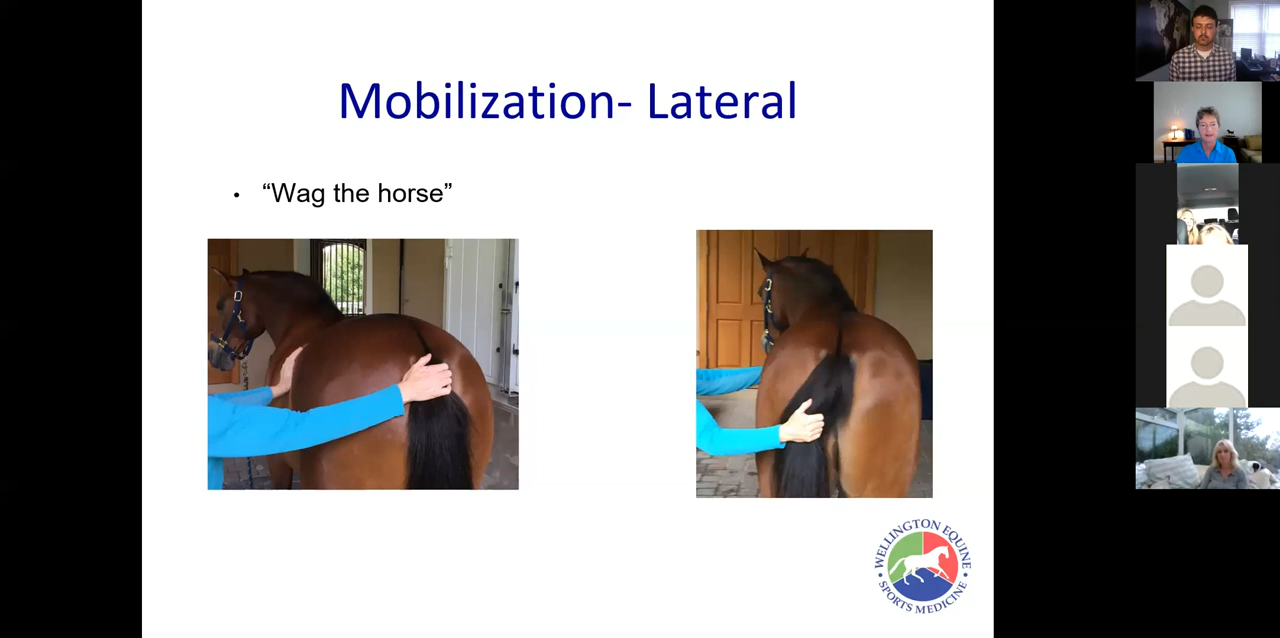 Mobilization- Lateral
• “Wag the horse”
WELLINGTON EQUINE
• SPORTS MEDICINE •